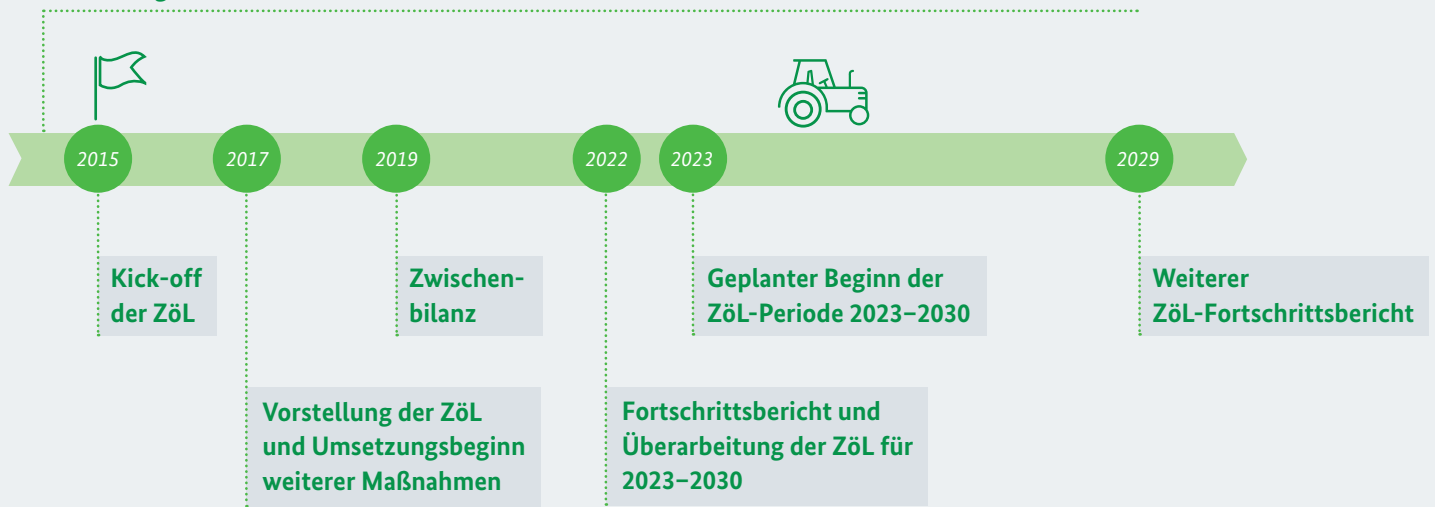 2015
2017
2019
2022
2023
2029
Kick-off
der ZöL
Zwischen-
bilanz
Geplanter Beginn der
ZöL-Periode 2023–2030
Weiterer
ZöL-Fortschrittsbericht
Vorstellung der ZöL
und Umsetzungsbeginn
weiterer Maßnahmen
Fortschrittsbericht und
Überarbeitung der ZöL für
2023–2030